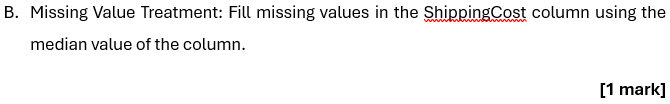 B. Missing Value Treatment: Fill missing values in the ShippingCost column using the
median value of the column.
[1 mark]